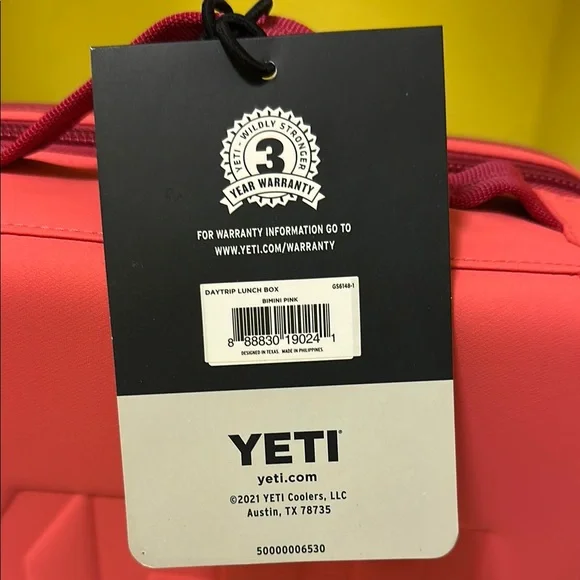 YETI - WILDLY STRONGER
3
YEAR WARRANTY
FOR WARRANTY INFORMATION GO TO
WWW.YETI.COM/WARRANTY
DAYTRIP LUNCH BOX GS6148-1
BIMINI PINK
8 88830 19024 1
DESIGNED IN TEXAS. MADE IN PHILIPPINES.
YETI®
yeti.com
©2021 YETI Coolers, LLC
Austin, TX 78735
50000006530